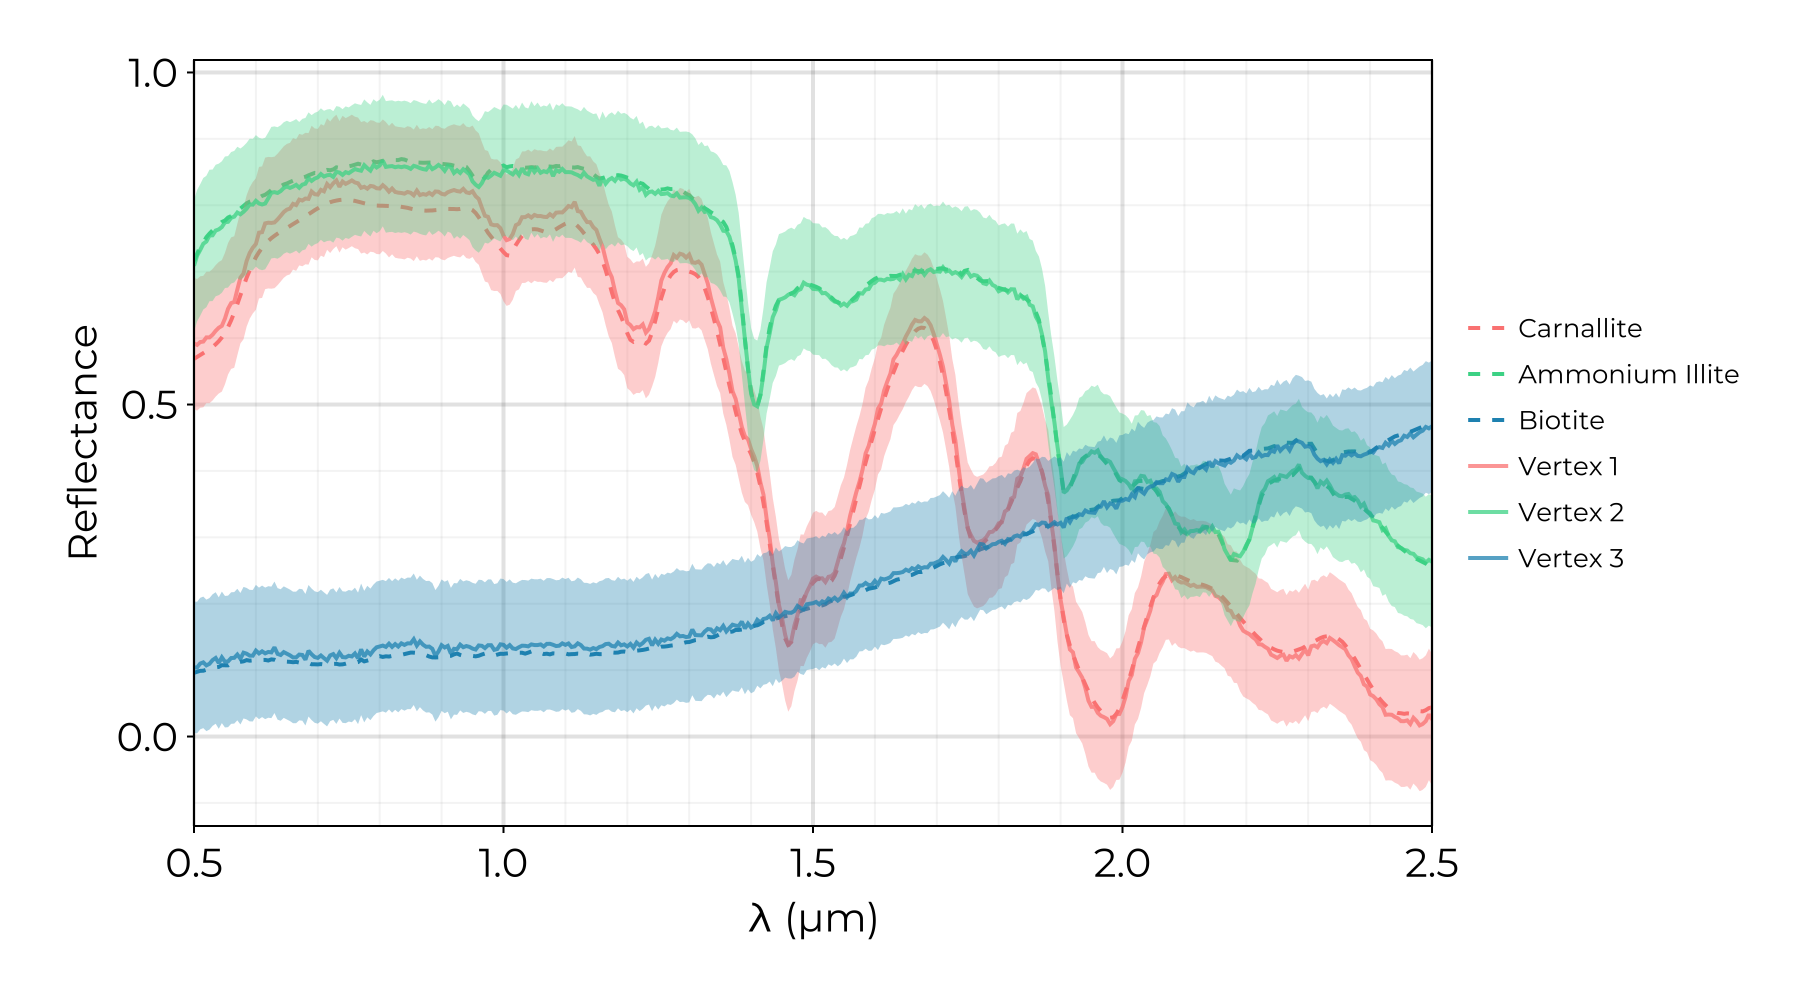 1.0
0.5
0.0
Reflectance
0.5 1.0 1.5 2.0 2.5
λ (μm)
Carnallite
Ammonium Illite
Biotite
Vertex 1
Vertex 2
Vertex 3